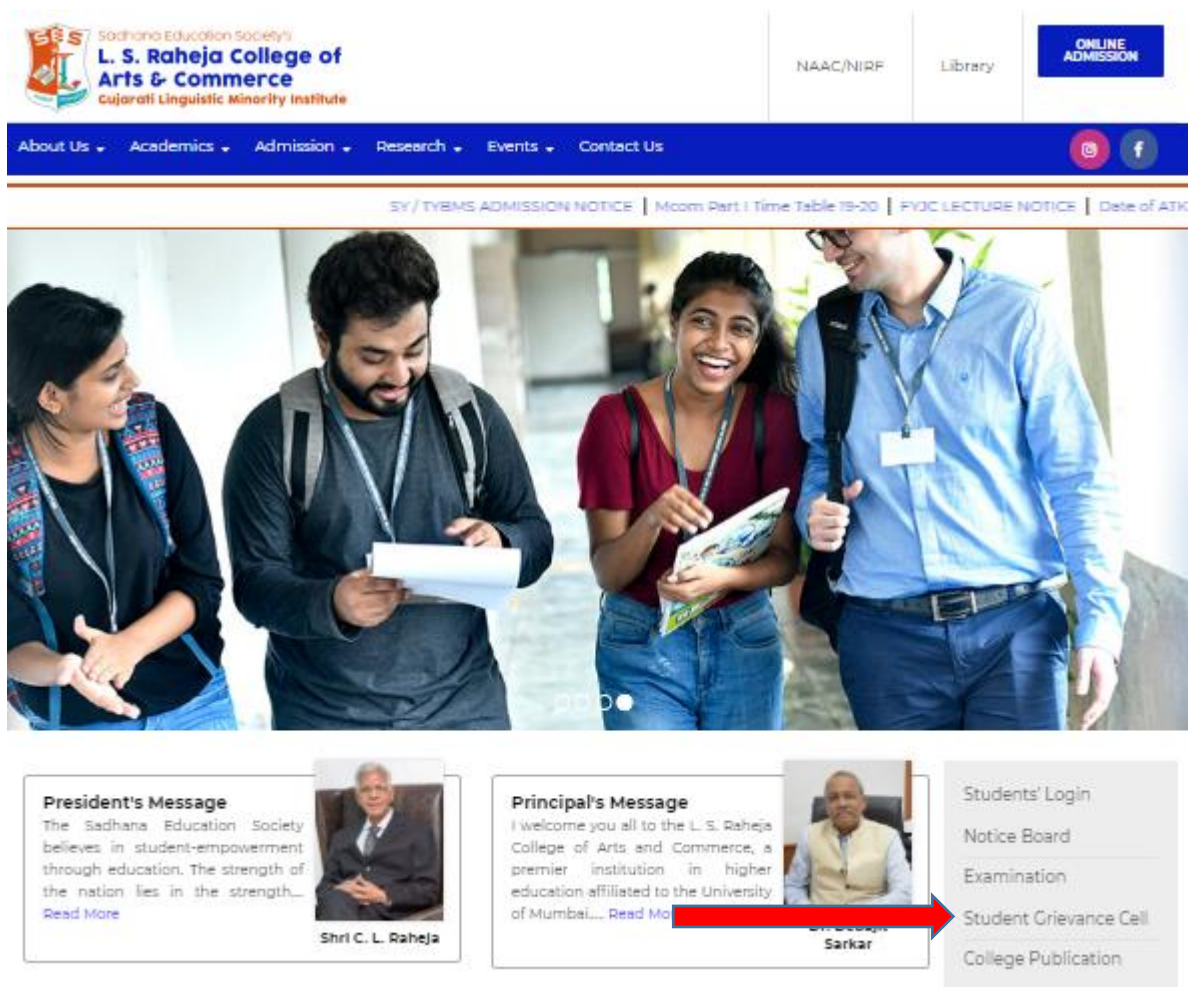 SES
Sadhana Education Society's
L. S. Raheja College of
Arts & Commerce
Gujarati Linguistic Minority Institute
NAAC/NIRF
Library
ONLINE
ADMISSION
About Us
Academics
Admission
Research
Events
Contact Us
SY / TYBMS ADMISSION NOTICE | Mcom Part I Time Table 19-20 | FYJC LECTURE NOTICE | Date of ATK
President's Message
The Sadhana Education Society
believes in student-empowerment
through education. The strength of
the nation lies in the strength....
Read More
Shri C. L. Raheja
Principal's Message
I welcome you all to the L. S. Raheja
College of Arts and Commerce, a
premier institution in higher
education affiliated to the University
of Mumbai.... Read Mo
Sarkar
Students' Login
Notice Board
Examination
Student Grievance Cell
College Publication